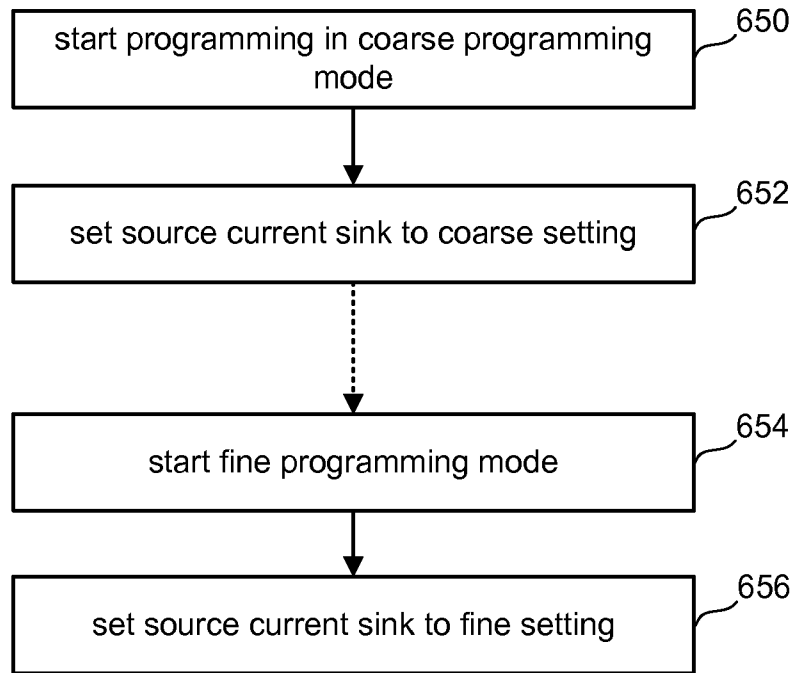 650
start programming in coarse programming
mode
652
set source current sink to coarse setting
654
start fine programming mode
656
set source current sink to fine setting